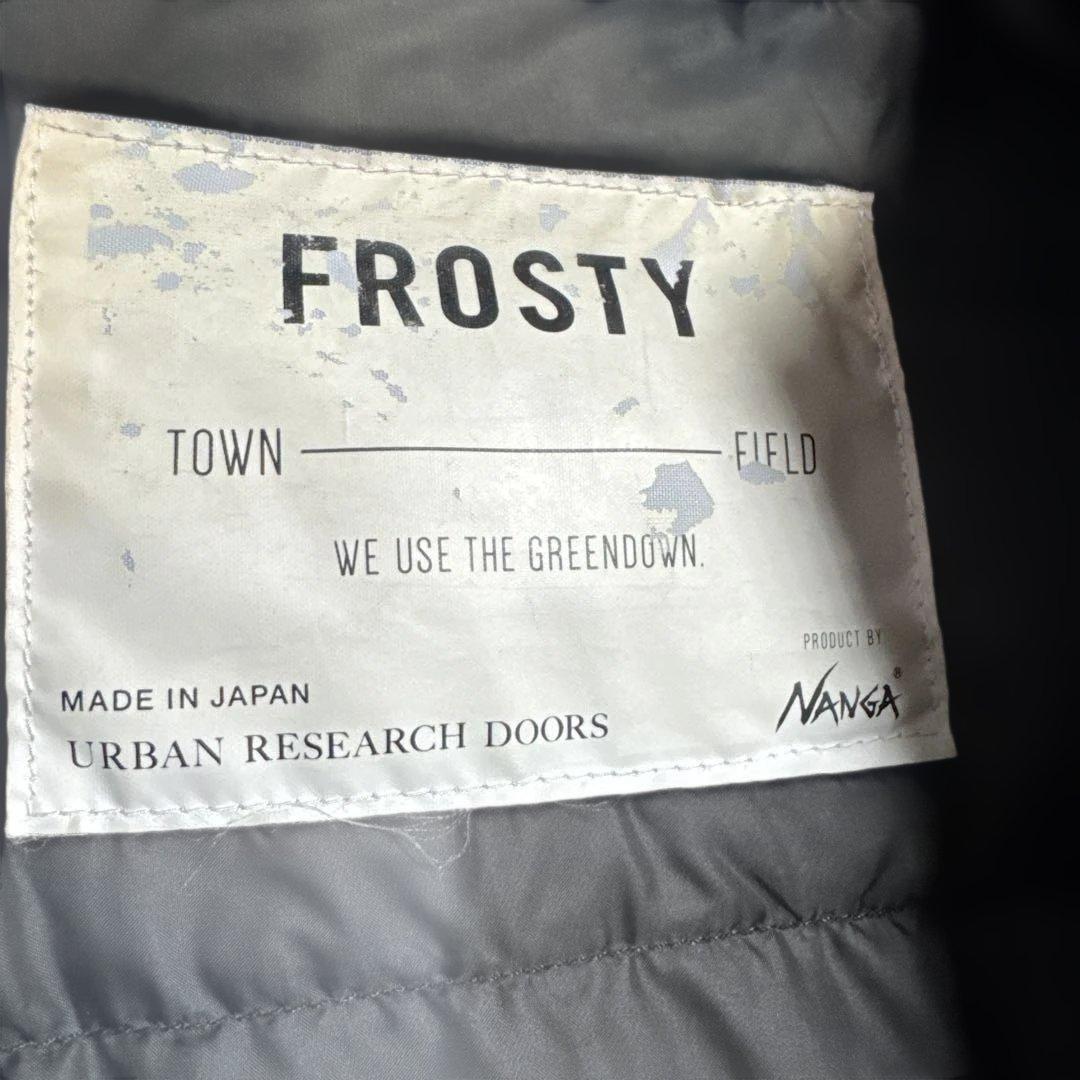 FROSTY
TOWN FIELD
WE USE THE GREENDOWN.
PRODUCT BY
NANGA®
MADE IN JAPAN
URBAN RESEARCH DOORS